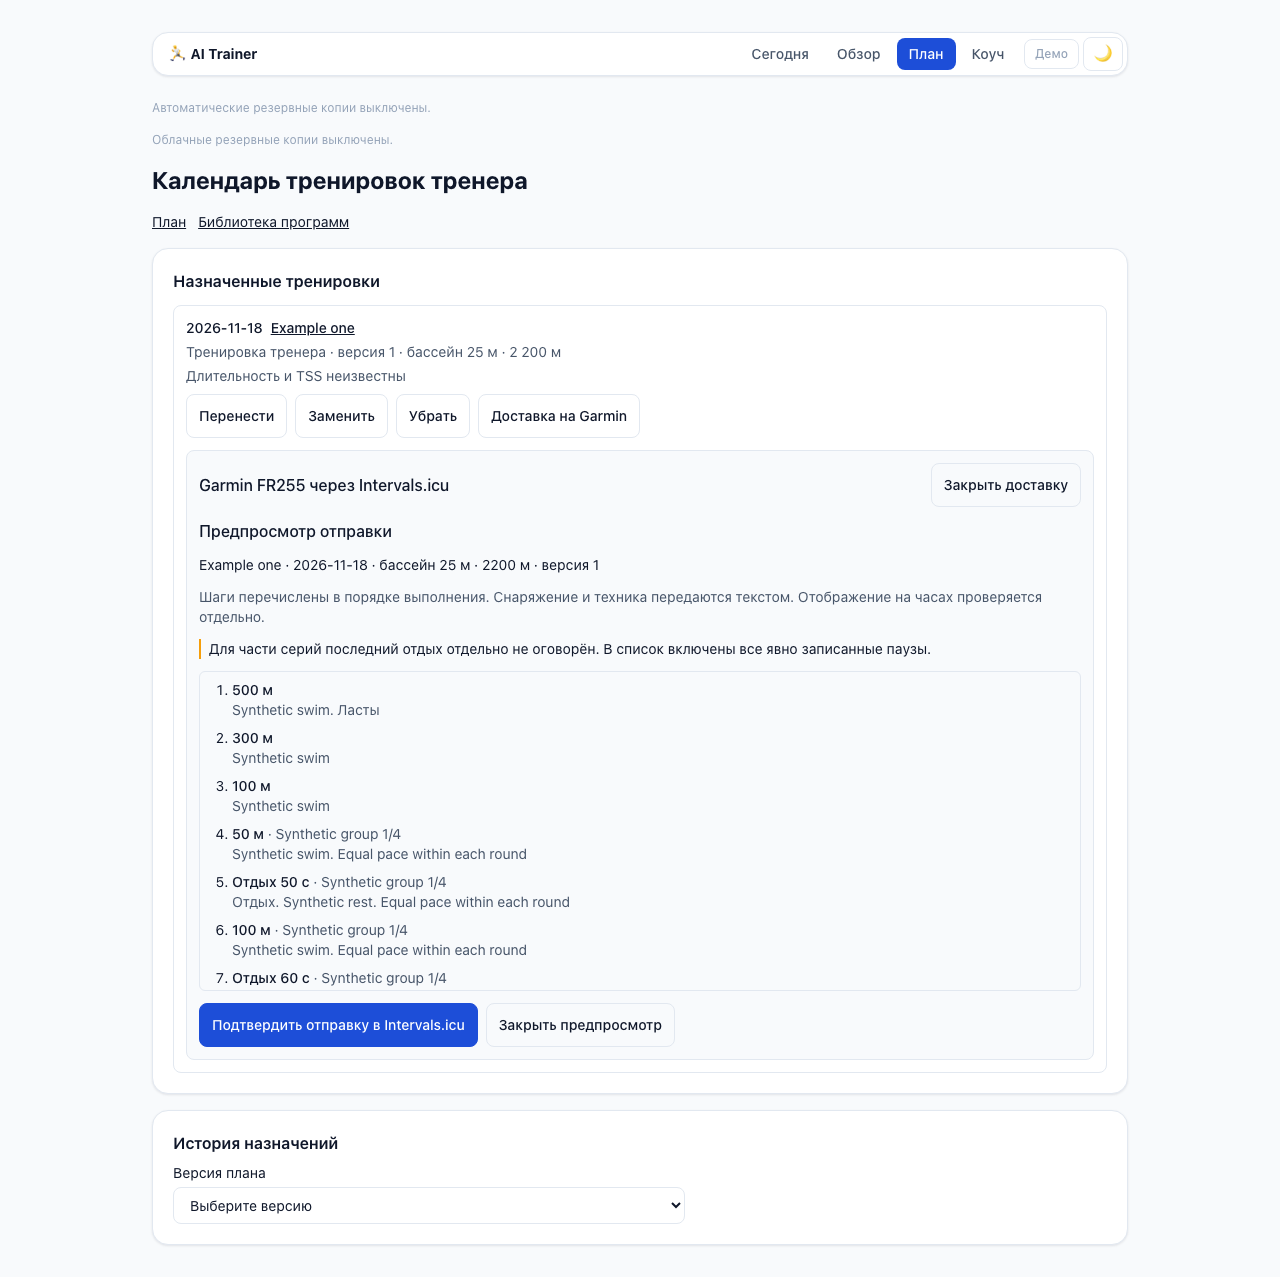 AI Trainer
Сегодня
Обзор
План
Коуч
Демо
Автоматические резервные копии выключены.
Облачные резервные копии выключены.
Календарь тренировок тренера
План Библиотека программ
Назначенные тренировки
2026-11-18 Example one
Тренировка тренера · версия 1 · бассейн 25 м · 2 200 м
Длительность и TSS неизвестны
Перенести
Заменить
Убрать
Доставка на Garmin
Garmin FR255 через Intervals.icu
Закрыть доставку
Предпросмотр отправки
Example one · 2026-11-18 · бассейн 25 м · 2200 м · версия 1
Шаги перечислены в порядке выполнения. Снаряжение и техника передаются текстом. Отображение на часах проверяется
отдельно.
Для части серий последний отдых отдельно не оговорён. В список включены все явно записанные паузы.
1. 500 м
Synthetic swim. Ласты
2. 300 м
Synthetic swim
3. 100 м
Synthetic swim
4. 50 м · Synthetic group 1/4
Synthetic swim. Equal pace within each round
5. Отдых 50 с · Synthetic group 1/4
Отдых. Synthetic rest. Equal pace within each round
6. 100 м · Synthetic group 1/4
Synthetic swim. Equal pace within each round
7. Отдых 60 с · Synthetic group 1/4
Подтвердить отправку в Intervals.icu
Закрыть предпросмотр
История назначений
Версия плана
Выберите версию